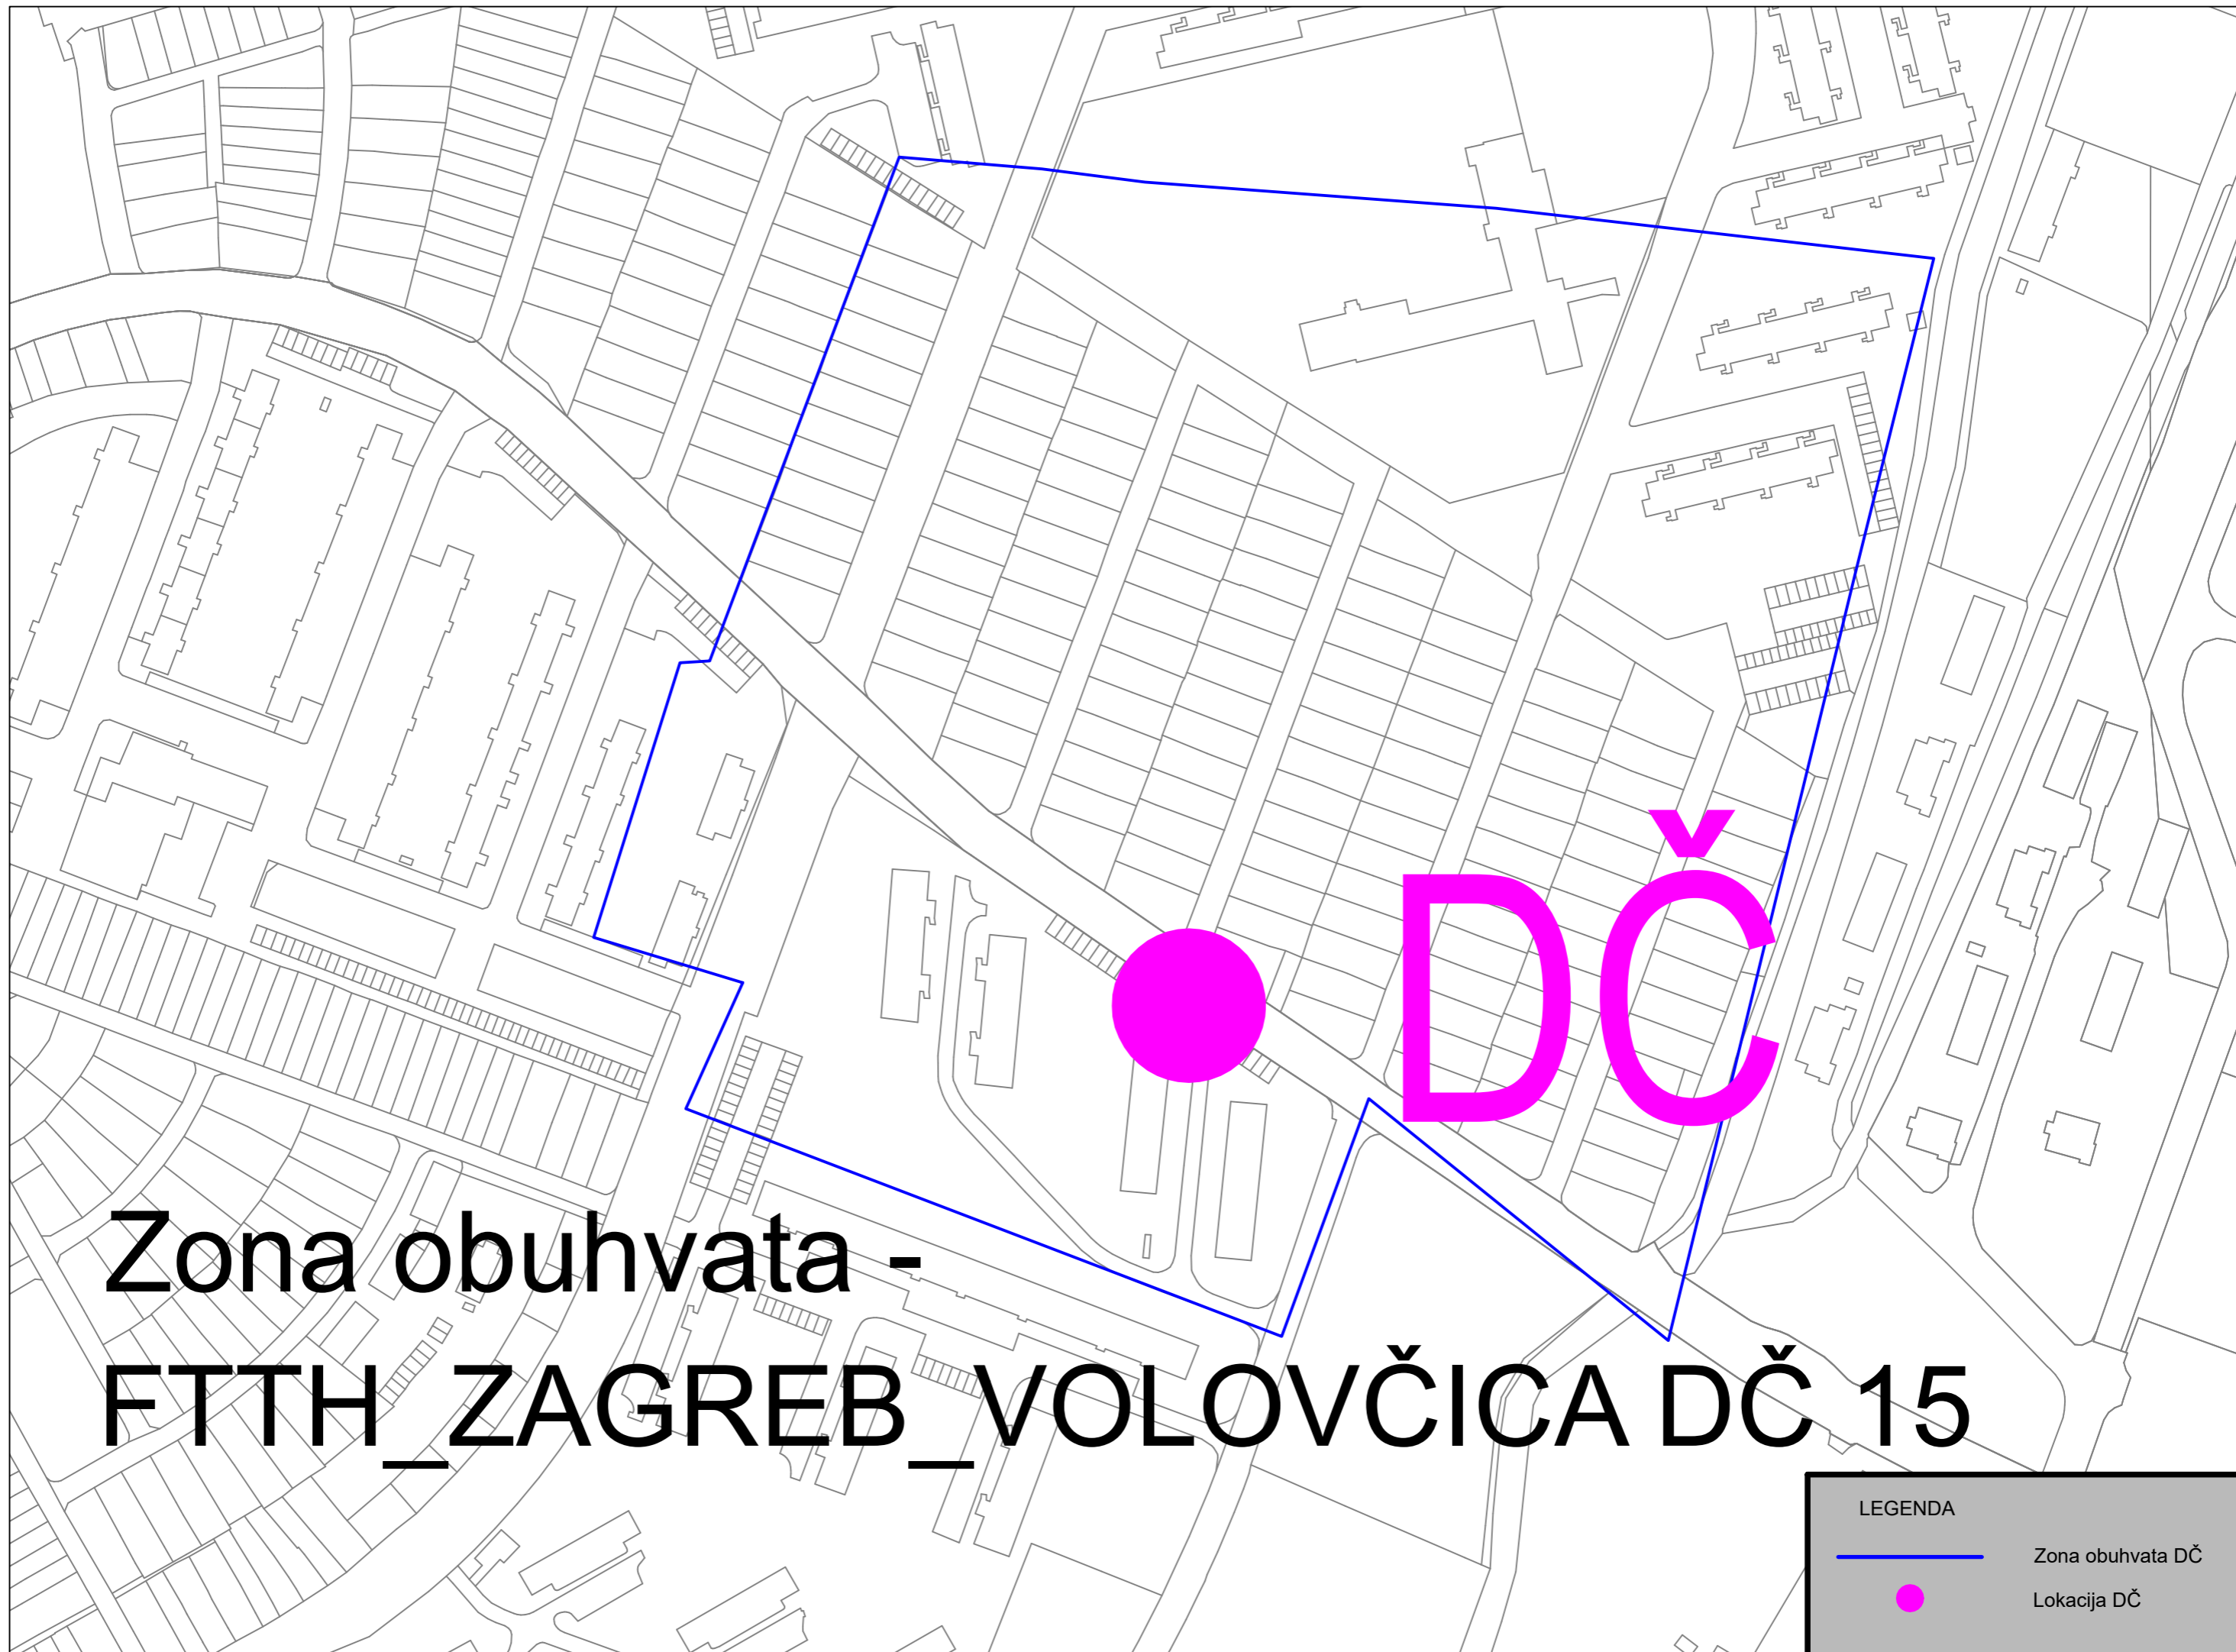 DČ
Zona obuhvata -
FTTH_ZAGREB_VOLOVČICA DČ 15
LEGENDA
Zona obuhvata DČ
Lokacija DČ